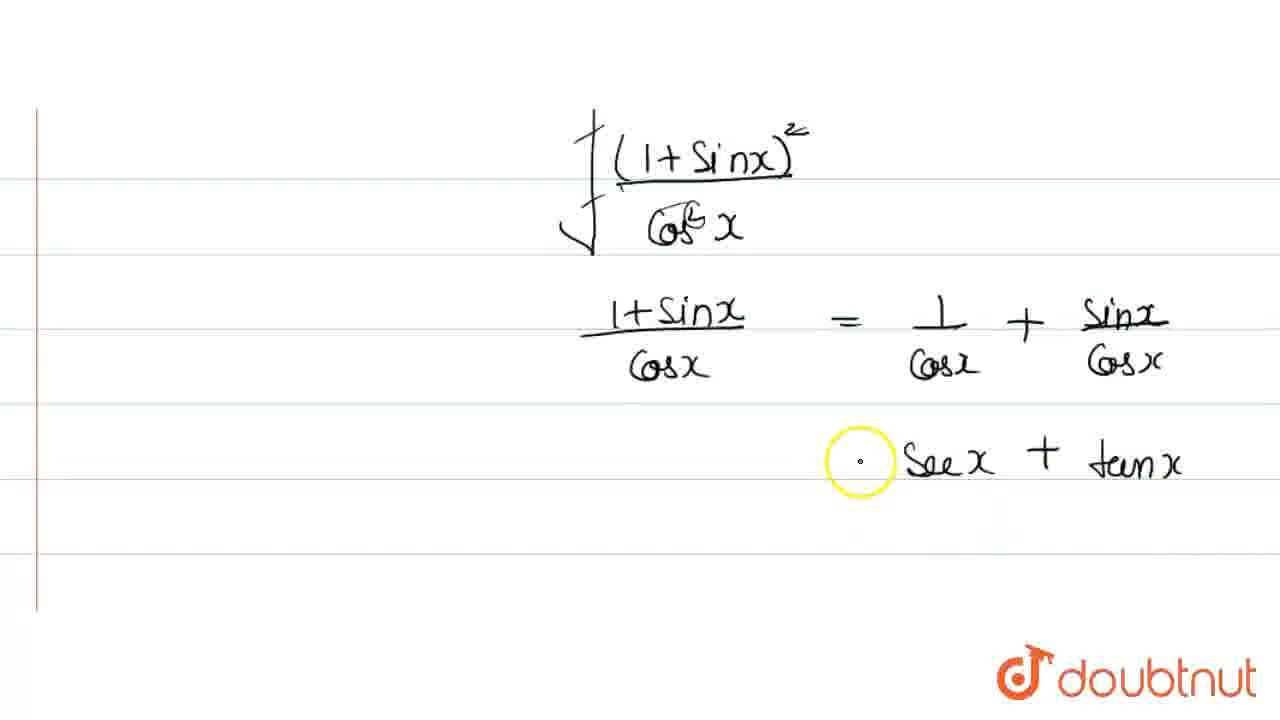 √((1+Sinx)²/Cos²x)
(1+Sinx)/Cosx = 1/Cosx + Sinx/Cosx
Secx + tanx
doubtnut